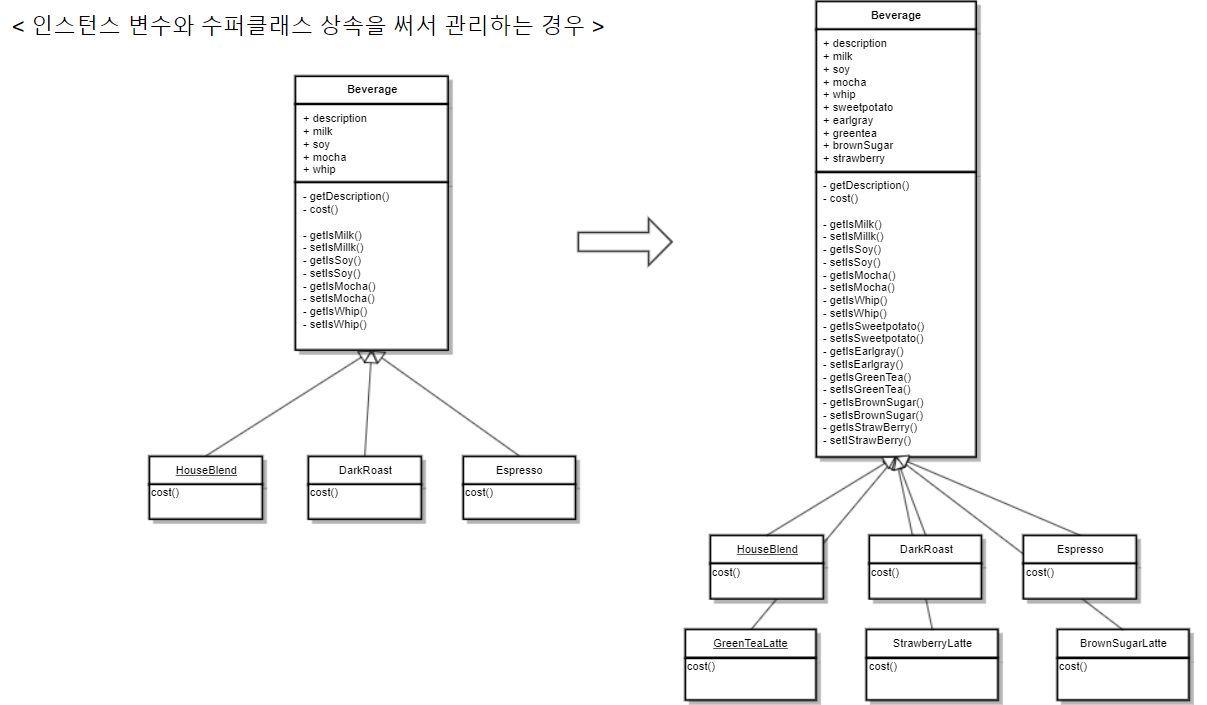 < 인스턴스 변수와 수퍼클래스 상속을 써서 관리하는 경우 >
Beverage
+ description
+ milk
+ soy
+ mocha
+ whip
- getDescription()
- cost()
- getIsMilk()
- setIsMillk()
- getIsSoy()
- setIsSoy()
- getIsMocha()
- setIsMocha()
- getIsWhip()
- setIsWhip()
HouseBlend
cost()
DarkRoast
cost()
Espresso
cost()
Beverage
+ description
+ milk
+ soy
+ mocha
+ whip
+ sweetpotato
+ earlgray
+ greentea
+ brownSugar
+ strawberry
- getDescription()
- cost()
- getIsMilk()
- setIsMillk()
- getIsSoy()
- setIsSoy()
- getIsMocha()
- setIsMocha()
- getIsWhip()
- setIsWhip()
- getIsSweetpotato()
- setIsSweetpotato()
- getIsEarlgray()
- setIsEarlgray()
- getIsGreenTea()
- setIsGreenTea()
- getIsBrownSugar()
- setIsBrownSugar()
- getIsStrawBerry()
- setIStrawBerry()
HouseBlend
cost()
DarkRoast
cost()
Espresso
cost()
GreenTeaLatte
cost()
StrawberryLatte
cost()
BrownSugarLatte
cost()